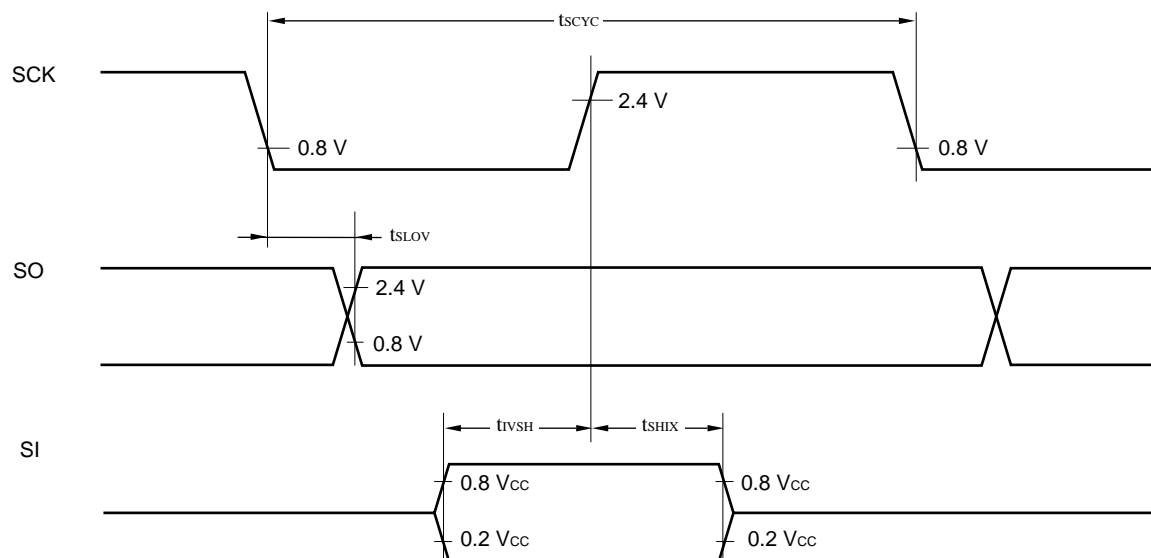 tSCYC
SCK
2.4 V
0.8 V
0.8 V
tSLOV
SO
2.4 V
0.8 V
tIVSH
tSHIX
SI
0.8 VCC
0.8 VCC
0.2 VCC
0.2 VCC